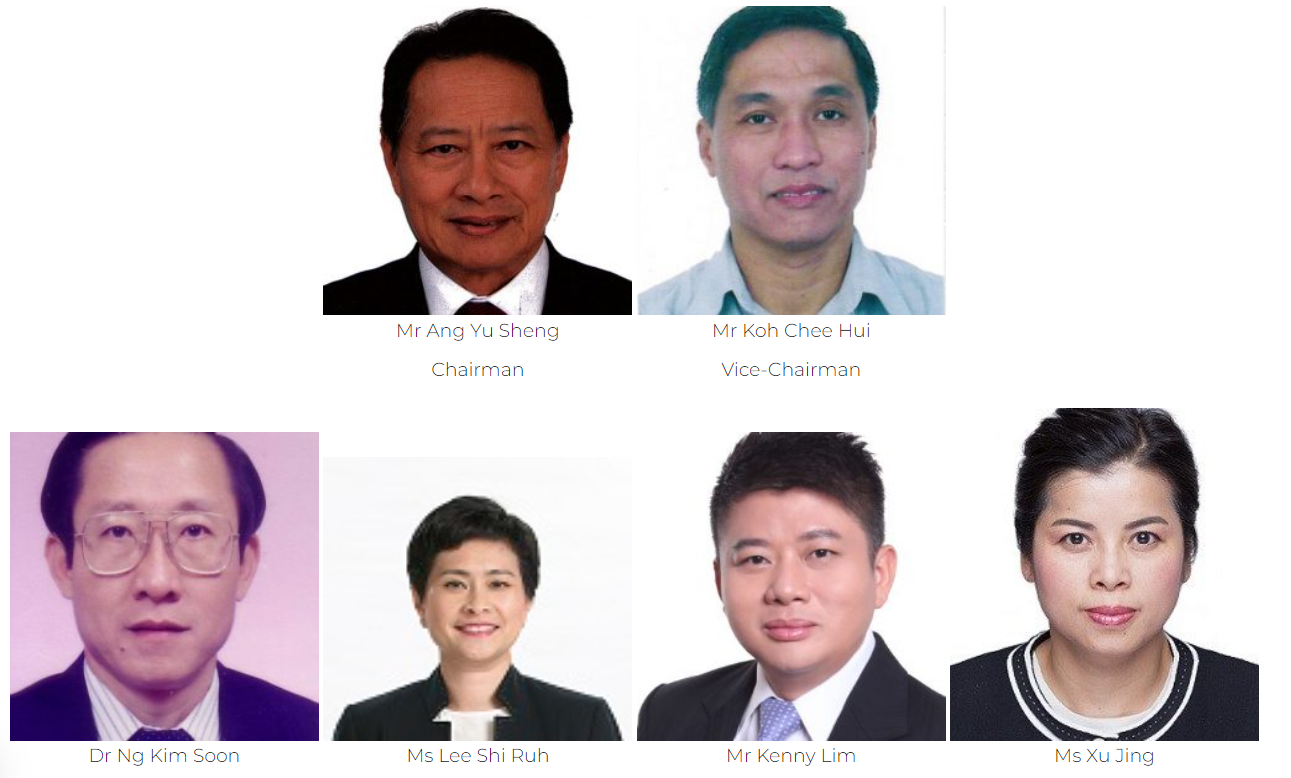 Mr Ang Yu Sheng
Mr Koh Chee Hui
Chairman
Vice-Chairman
Dr Ng Kim Soon
Ms Lee Shi Ruh
Mr Kenny Lim
Ms Xu Jing